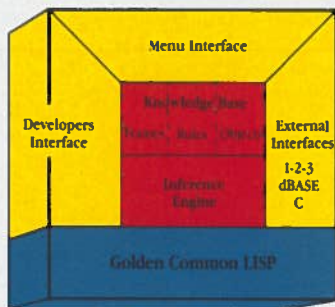 Menu Interface
Knowledge Base
Frames Rules
Developers
Interface
External
Interfaces
1-2-3
dBASE
C
Inference
Engine
Golden Common LISP